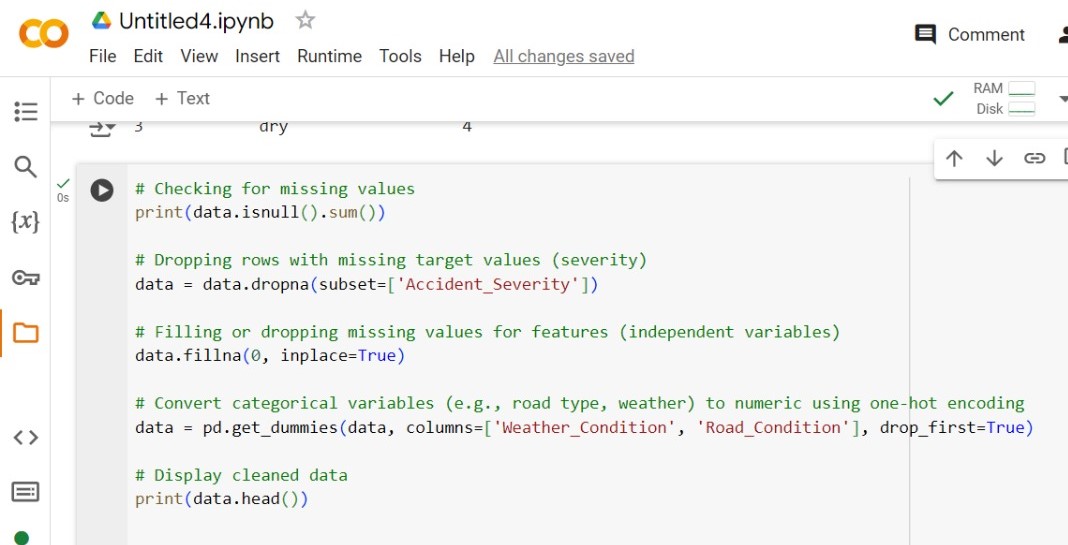 Untitled4.ipynb
Comment
File Edit View Insert Runtime Tools Help All changes saved
+ Code + Text
RAM
Disk
3 dry 4
0s
{x}
# Checking for missing values
print(data.isnull().sum())
# Dropping rows with missing target values (severity)
data = data.dropna(subset=['Accident_Severity'])
# Filling or dropping missing values for features (independent variables)
data.fillna(0, inplace=True)
# Convert categorical variables (e.g., road type, weather) to numeric using one-hot encoding
data = pd.get_dummies(data, columns=['Weather_Condition', 'Road_Condition'], drop_first=True)
# Display cleaned data
print(data.head())